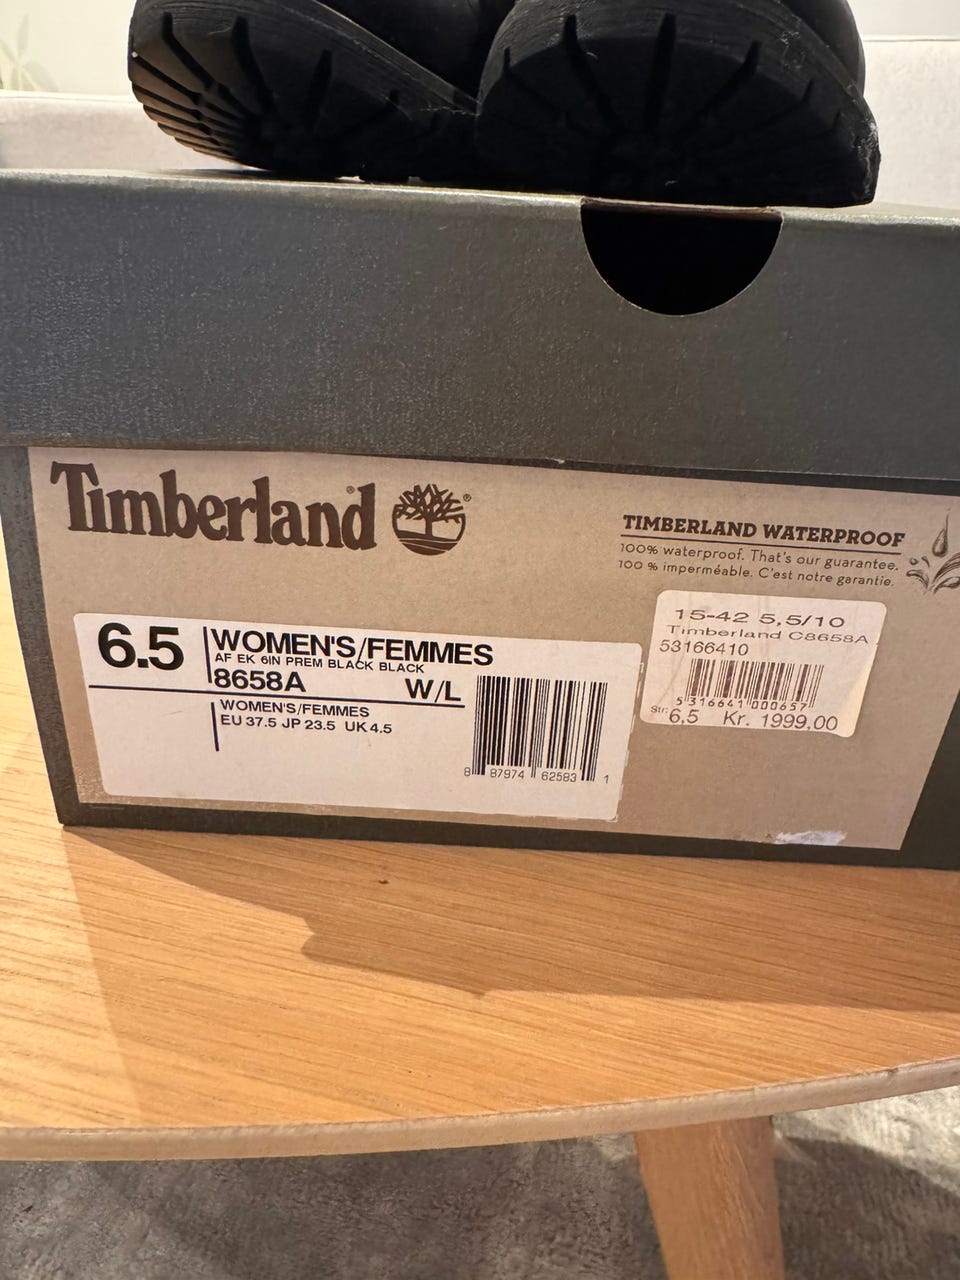 Timberland®
TIMBERLAND WATERPROOF
100% waterproof. That's our guarantee.
100 % imperméable. C'est notre garantie.
6.5
WOMEN'S/FEMMES
AF EK 6IN PREM BLACK BLACK
8658A W/L
WOMEN'S/FEMMES
EU 37.5 JP 23.5 UK 4.5
8 87974 62583 1
15-42 5,5/10
Timberland C8658A
53166410
5 316641 000657
Str: 6,5 Kr. 1999,00